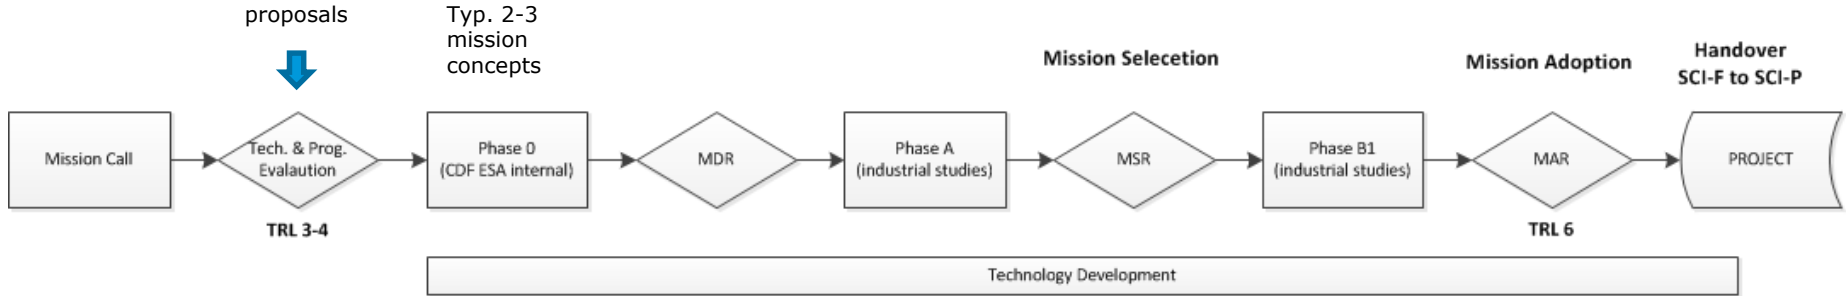 proposals
Typ. 2-3
mission
concepts
Mission Selecetion
Mission Adoption
Handover
SCI-F to SCI-P
Mission Call
Tech. & Prog.
Evalaution
Phase 0
(CDF ESA internal)
MDR
Phase A
(industrial studies)
MSR
Phase B1
(industrial studies)
MAR
PROJECT
TRL 3-4
TRL 6
Technology Development